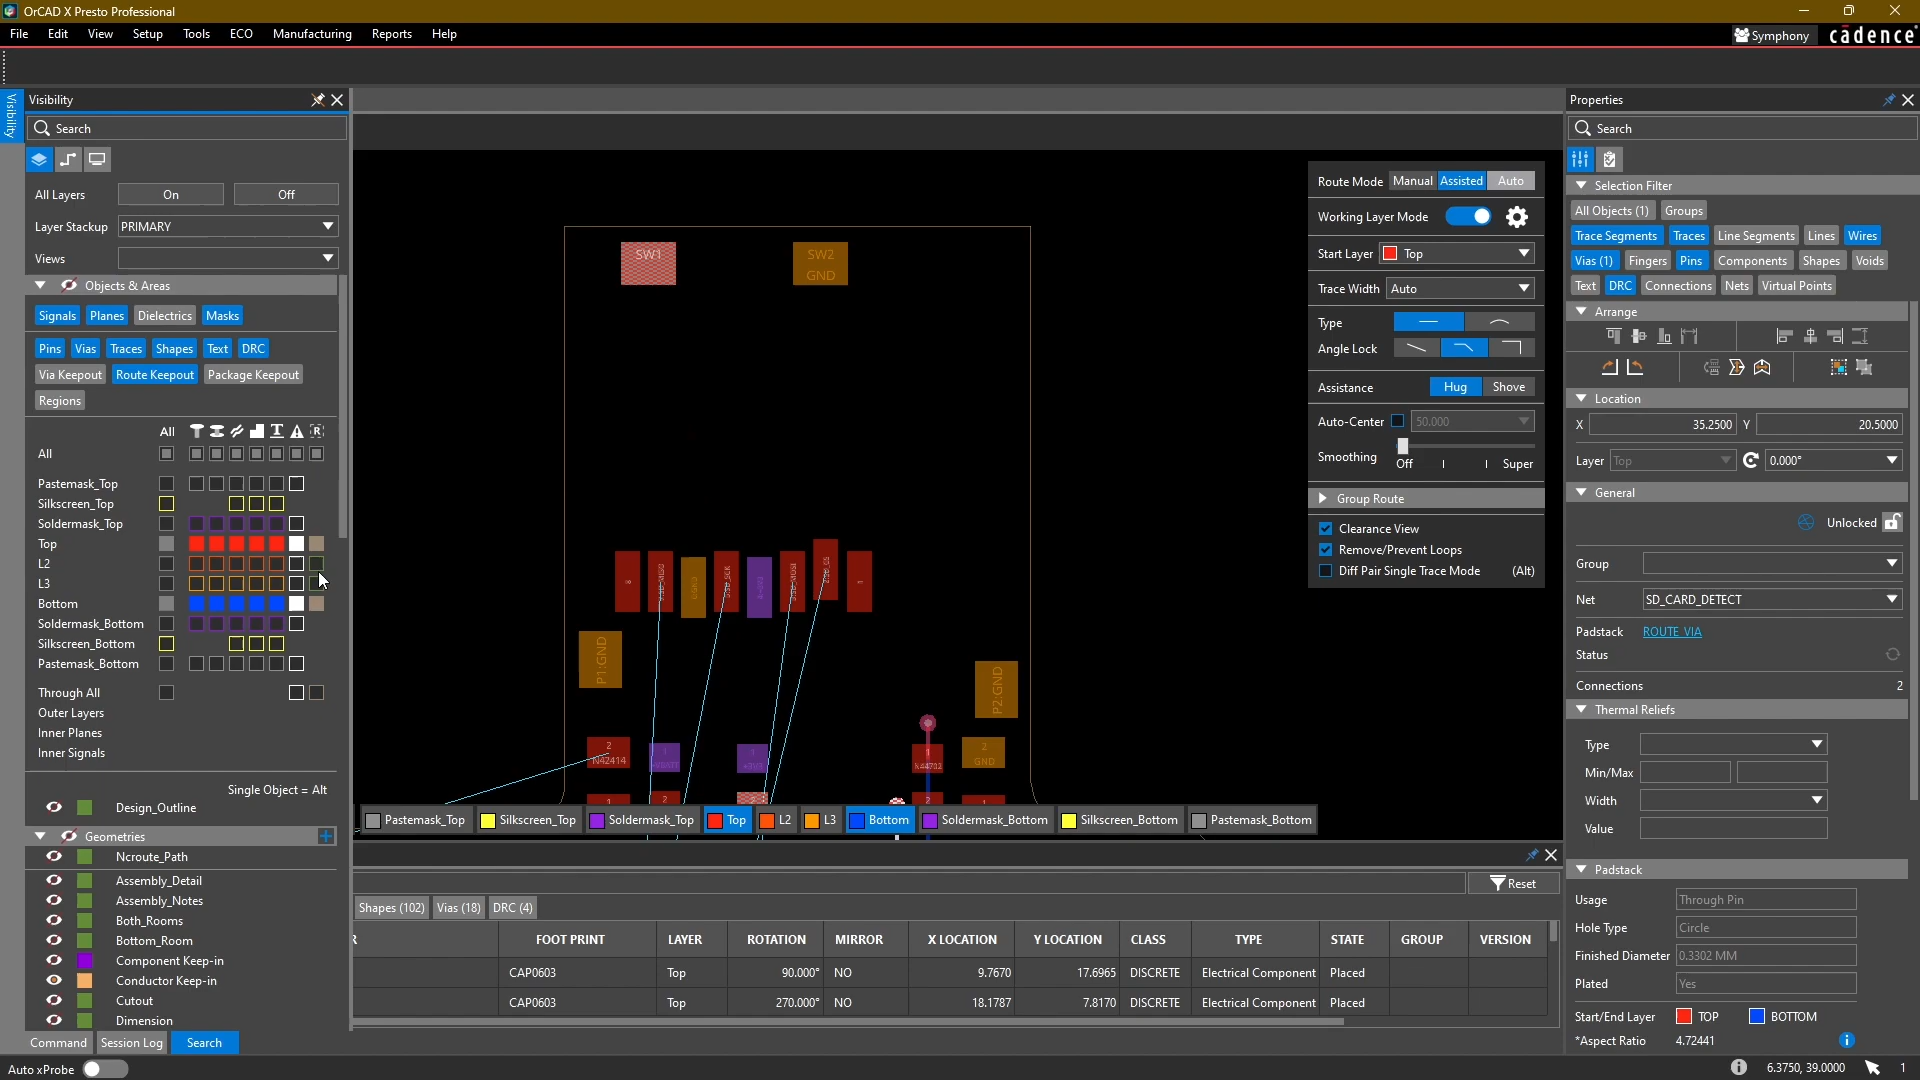 OrCAD X Presto Professional
File Edit View Setup Tools ECO Manufacturing Reports Help
Symphony cādence
Visibility
Visibility
Search
All Layers On Off
Layer Stackup PRIMARY
Views
Objects & Areas
Signals Planes Dielectrics Masks
Pins Vias Traces Shapes Text DRC
Via Keepout Route Keepout Package Keepout
Regions
All
All
Pastemask_Top
Silkscreen_Top
Soldermask_Top
Top
L2
L3
Bottom
Soldermask_Bottom
Silkscreen_Bottom
Pastemask_Bottom
Through All
Outer Layers
Inner Planes
Inner Signals
Single Object = Alt
Design_Outline
Geometries
Ncroute_Path
Assembly_Detail
Assembly_Notes
Both_Rooms
Bottom_Room
Component Keep-in
Conductor Keep-in
Cutout
Dimension
Command Session Log Search
Auto xProbe
SW1
SW2
GND
P1:GND
P2:GND
2
N42414
1
N44702
2
GND
2
2
1
Route Mode Manual Assisted Auto
Working Layer Mode
Start Layer Top
Trace Width Auto
Type
Angle Lock
Assistance Hug Shove
Auto-Center 50.000
Smoothing Off Super
Group Route
Clearance View
Remove/Prevent Loops
Diff Pair Single Trace Mode (Alt)
Pastemask_Top Silkscreen_Top Soldermask_Top Top L2 L3 Bottom Soldermask_Bottom Silkscreen_Bottom Pastemask_Bottom
Reset
Shapes (102) Vias (18) DRC (4)
R FOOT PRINT LAYER ROTATION MIRROR X LOCATION Y LOCATION CLASS TYPE STATE GROUP VERSION
CAP0603 Top 90.000° NO 9.7670 17.6965 DISCRETE Electrical Component Placed
CAP0603 Top 270.000° NO 18.1787 7.8170 DISCRETE Electrical Component Placed
Properties
Search
Selection Filter
All Objects (1) Groups
Trace Segments Traces Line Segments Lines Wires
Vias (1) Fingers Pins Components Shapes Voids
Text DRC Connections Nets Virtual Points
Arrange
Location
X 35.2500 Y 20.5000
Layer Top 0.000°
General
Unlocked
Group
Net SD_CARD_DETECT
Padstack ROUTE_VIA
Status
Connections 2
Thermal Reliefs
Type
Min/Max
Width
Value
Padstack
Usage Through Pin
Hole Type Circle
Finished Diameter 0.3302 MM
Plated Yes
Start/End Layer TOP BOTTOM
*Aspect Ratio 4.72441
6.3750, 39.0000 1